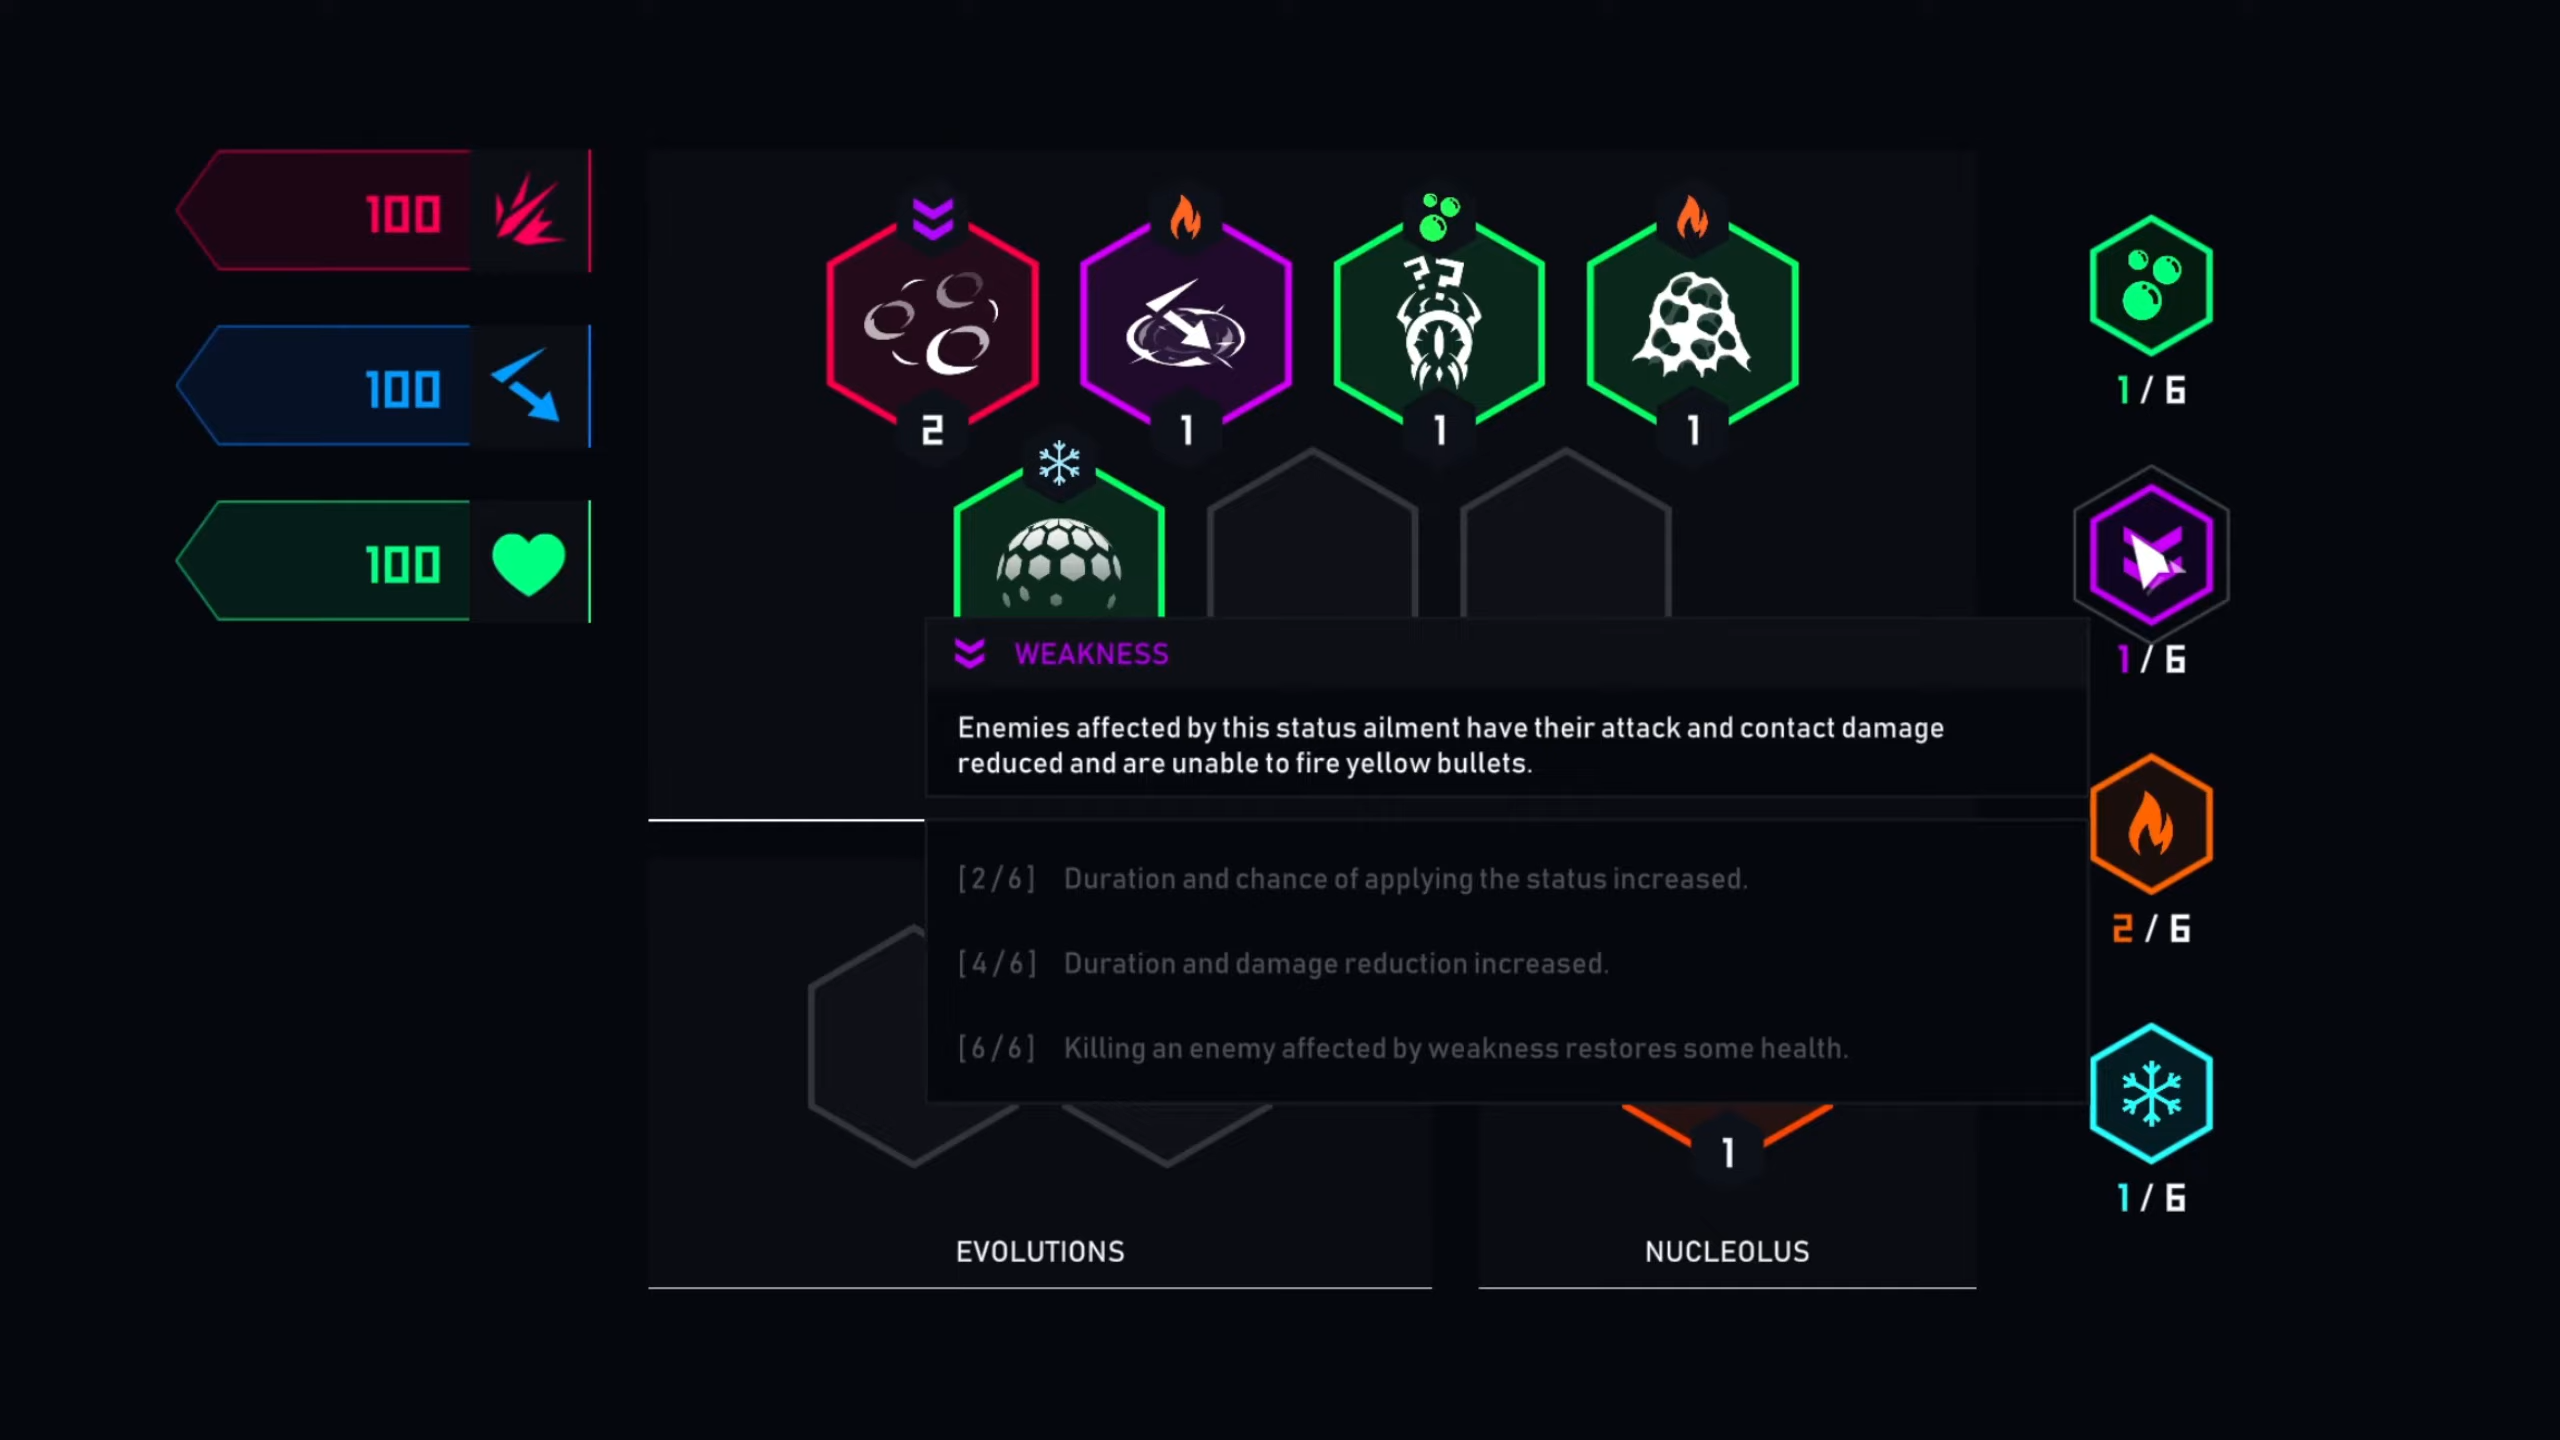 100
100
100
??
2
1
1
1
1/6
1/6
WEAKNESS
Enemies affected by this status ailment have their attack and contact damage
reduced and are unable to fire yellow bullets.
[2/6] Duration and chance of applying the status increased.
[4/6] Duration and damage reduction increased.
[6/6] Killing an enemy affected by weakness restores some health.
2/6
1
1/6
EVOLUTIONS
NUCLEOLUS